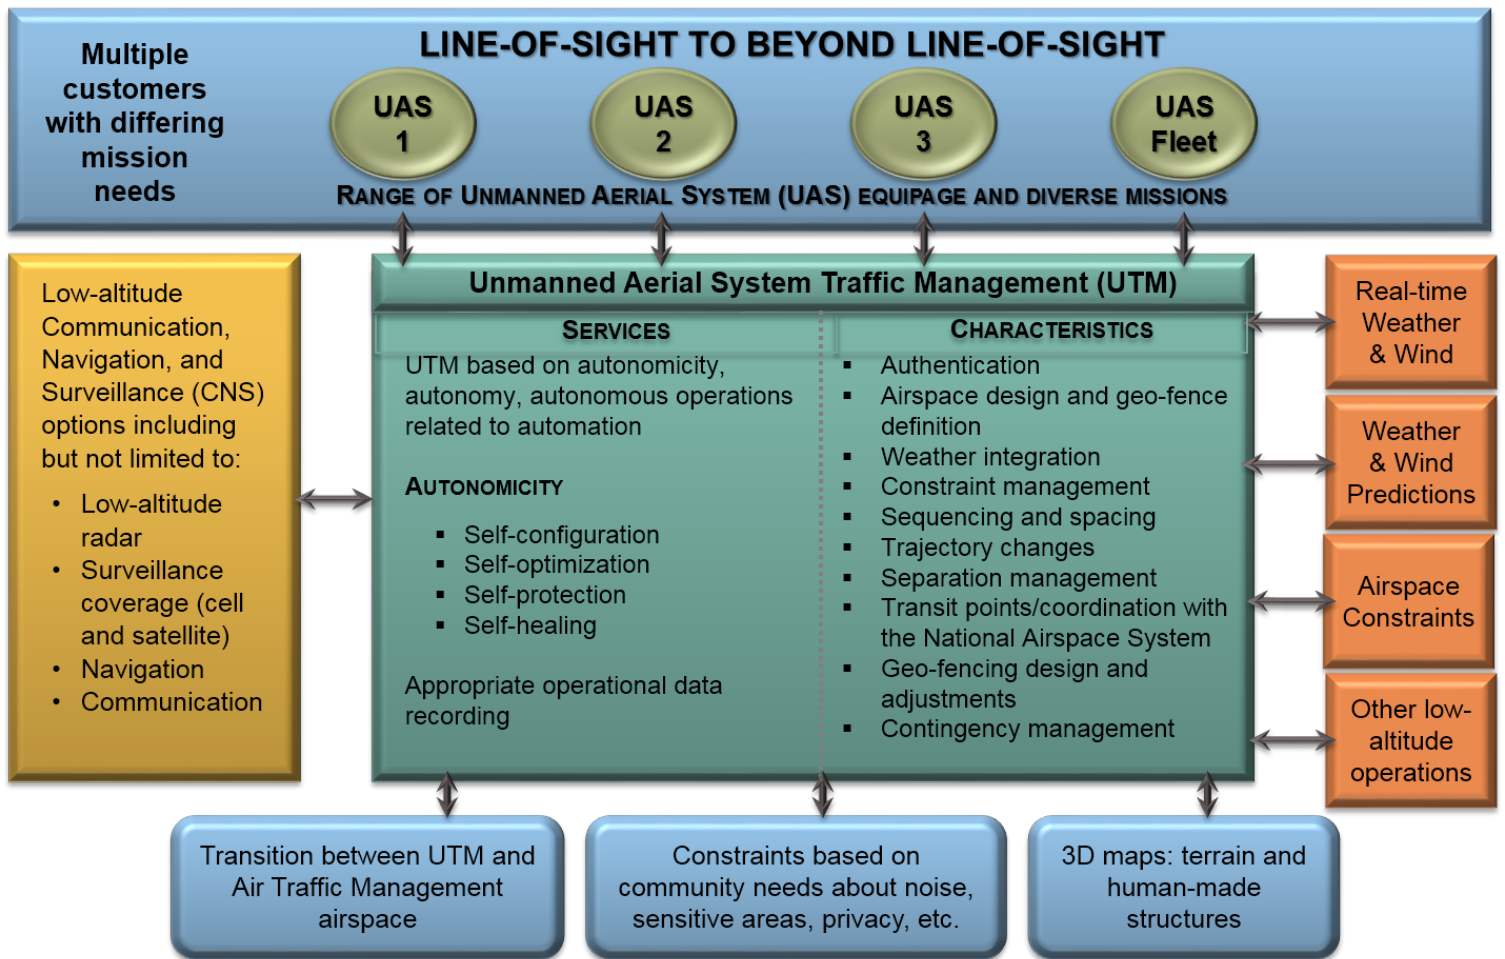 Multiple
customers
with differing
mission
needs
LINE-OF-SIGHT TO BEYOND LINE-OF-SIGHT
UAS
1
UAS
2
UAS
3
UAS
Fleet
RANGE OF UNMANNED AERIAL SYSTEM (UAS) EQUIPAGE AND DIVERSE MISSIONS
Low-altitude
Communication,
Navigation, and
Surveillance (CNS)
options including
but not limited to:
• Low-altitude
radar
• Surveillance
coverage (cell
and satellite)
• Navigation
• Communication
Unmanned Aerial System Traffic Management (UTM)
SERVICES
UTM based on autonomicity,
autonomy, autonomous operations
related to automation
AUTONOMICITY
▪ Self-configuration
▪ Self-optimization
▪ Self-protection
▪ Self-healing
Appropriate operational data
recording
CHARACTERISTICS
▪ Authentication
▪ Airspace design and geo-fence
definition
▪ Weather integration
▪ Constraint management
▪ Sequencing and spacing
▪ Trajectory changes
▪ Separation management
▪ Transit points/coordination with
the National Airspace System
▪ Geo-fencing design and
adjustments
▪ Contingency management
Real-time
Weather
& Wind
Weather
& Wind
Predictions
Airspace
Constraints
Other low-
altitude
operations
Transition between UTM and
Air Traffic Management
airspace
Constraints based on
community needs about noise,
sensitive areas, privacy, etc.
3D maps: terrain and
human-made
structures